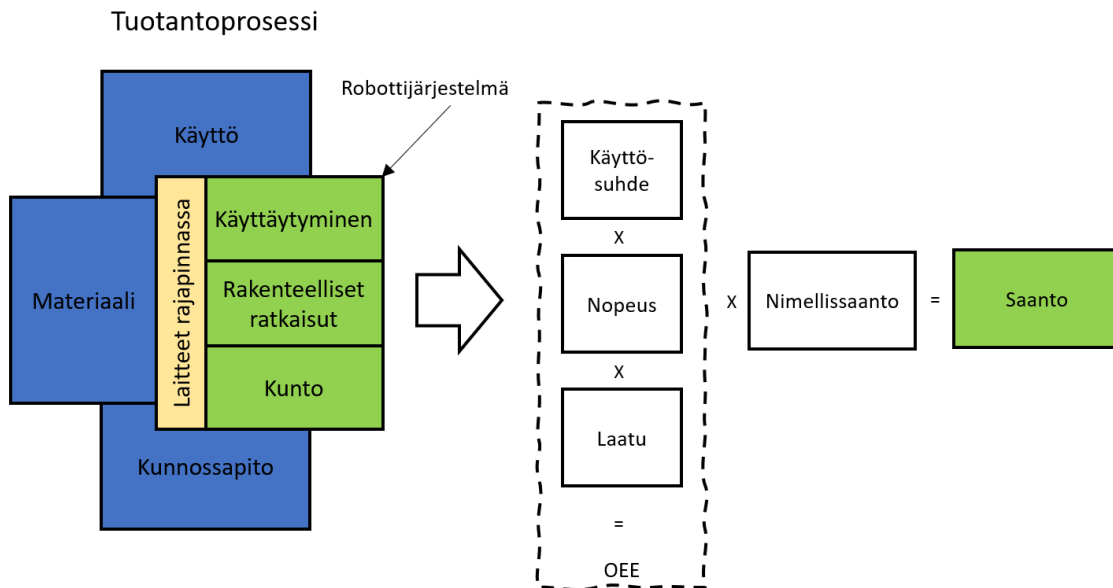 Tuotantoprosessi
Robottijärjestelmä
Käyttö
Materiaali
Laitteet rajapinnassa
Käyttäytyminen
Rakenteelliset
ratkaisut
Kunto
Kunnossapito
Käyttö-
suhde
X
Nopeus
X
Laatu
=
OEE
X
Nimellissaanto
=
Saanto